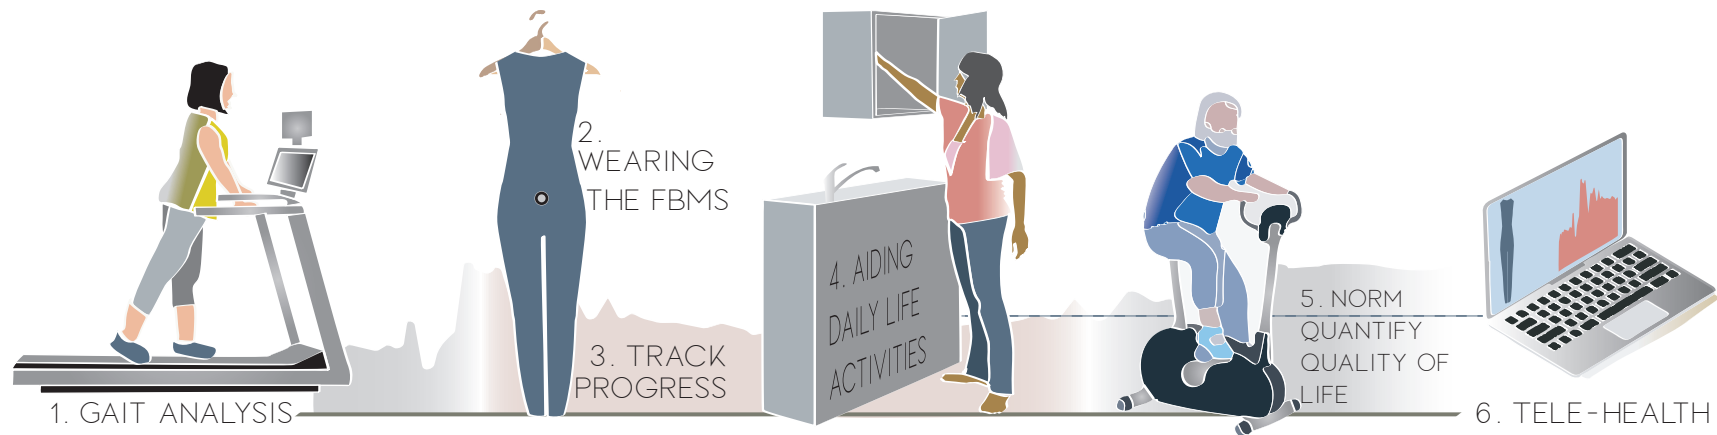 1. GAIT ANALYSIS
2.
WEARING
THE FBMS
3. TRACK
PROGRESS
4. AIDING
DAILY LIFE
ACTIVITIES
5. NORM
QUANTIFY
QUALITY OF
LIFE
6. TELE-HEALTH